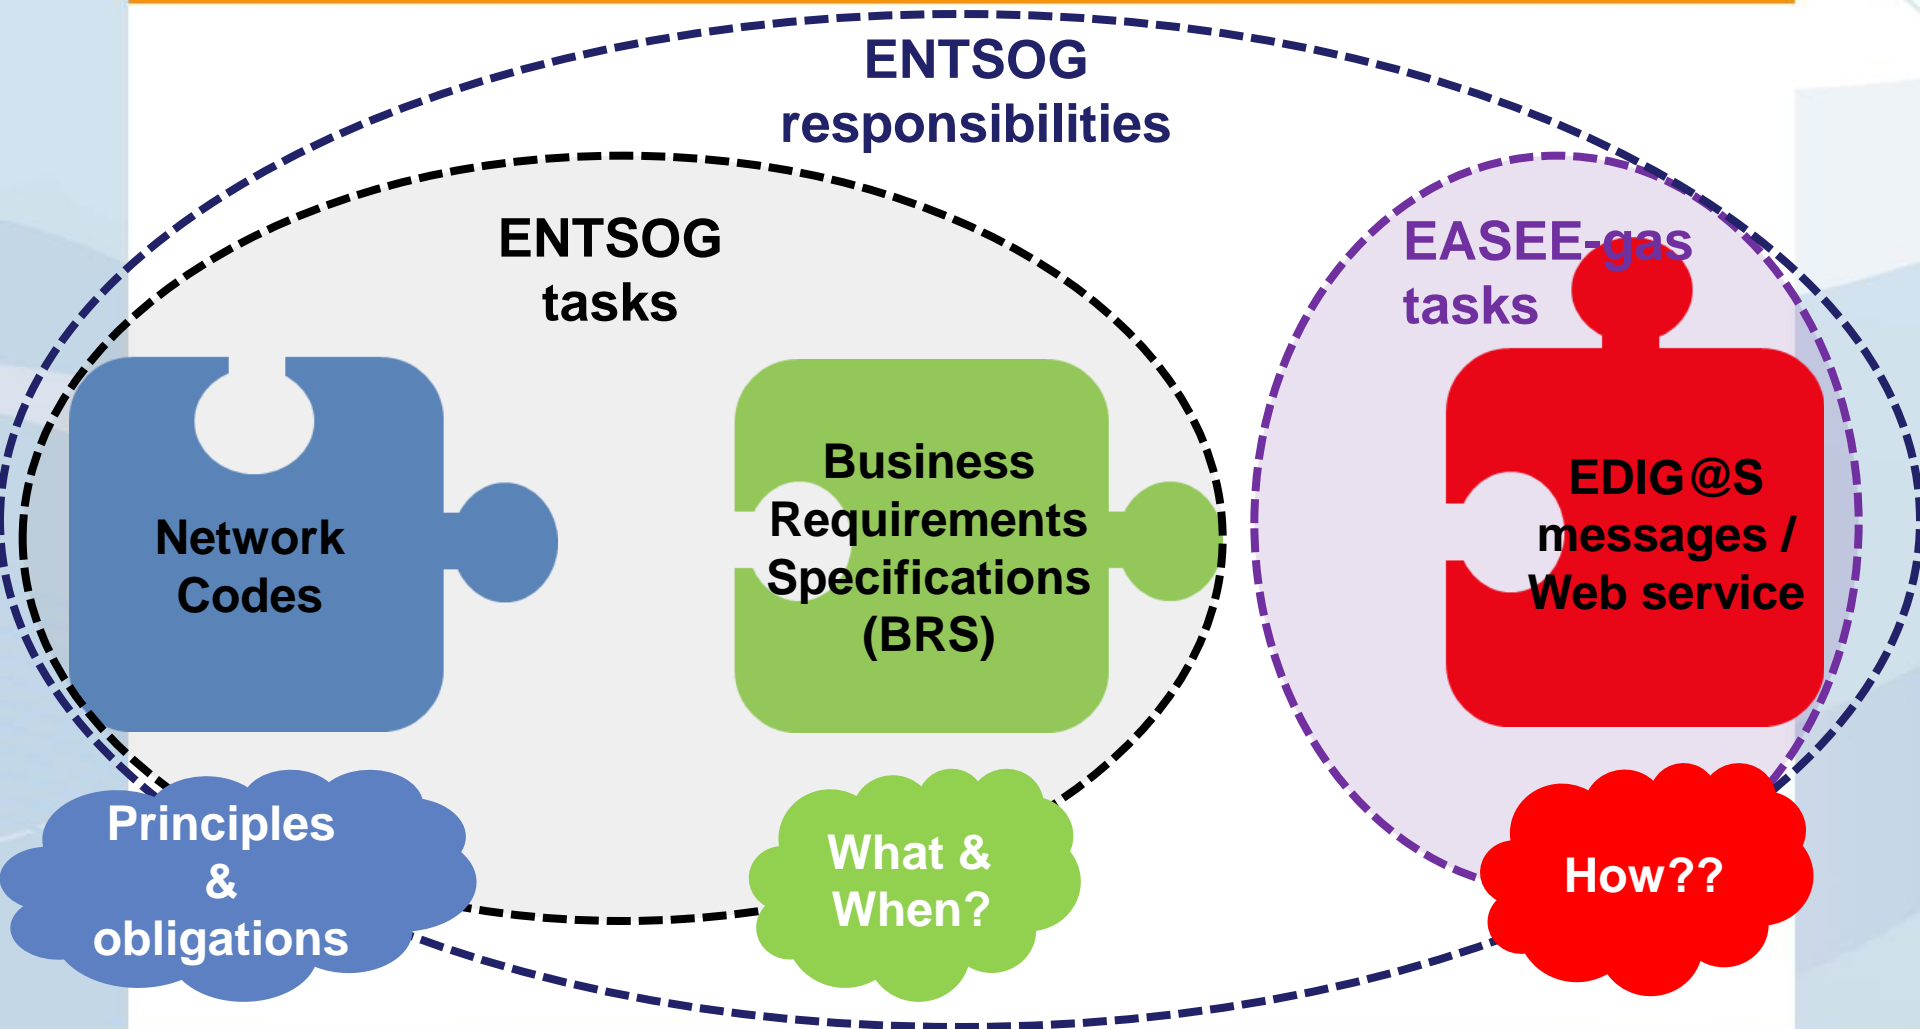 ENTSOG
responsibilities
ENTSOG
tasks
EASEE-gas
tasks
Network
Codes
Business
Requirements
Specifications
(BRS)
EDIG@S
messages /
Web service
Principles
&
obligations
What &
When?
How??